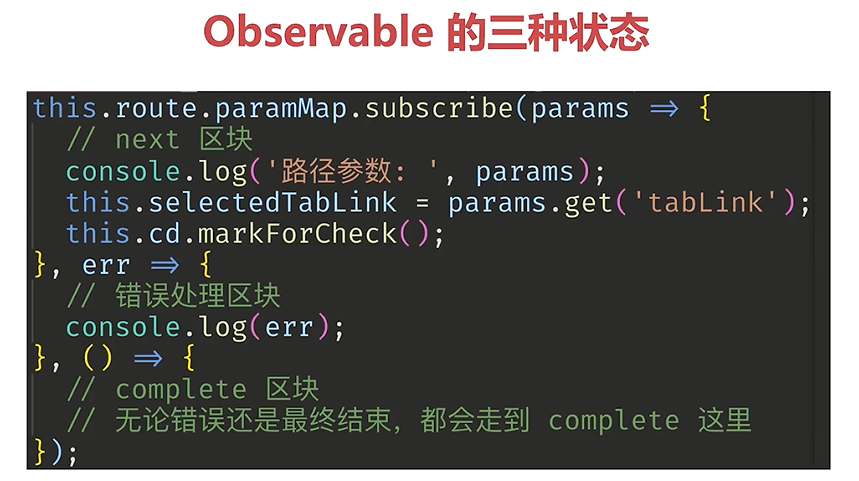 Observable 的三种状态
this.route.paramMap.subscribe(params => {
  // next 区块
  console.log('路径参数: ', params);
  this.selectedTabLink = params.get('tabLink');
  this.cd.markForCheck();
}, err => {
  // 错误处理区块
  console.log(err);
}, () => {
  // complete 区块
  // 无论错误还是最终结束，都会走到 complete 这里
});